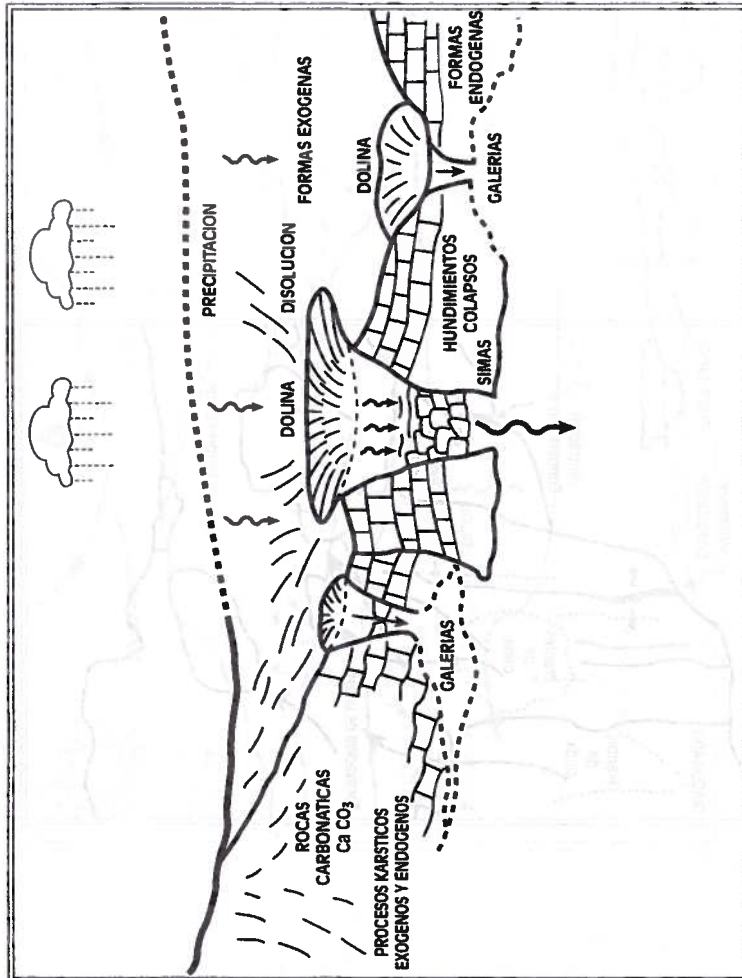 PRECIPITACION
DISOLUCION
FORMAS EXOGENAS
DOLINA
DOLINA
ROCAS
CARBONATICAS
Ca CO₃
PROCESOS KARSTICOS
EXOGENOS Y ENDOGENOS
GALERIAS
HUNDIMIENTOS
COLAPSOS
SIMAS
GALERIAS
FORMAS
ENDOGENAS